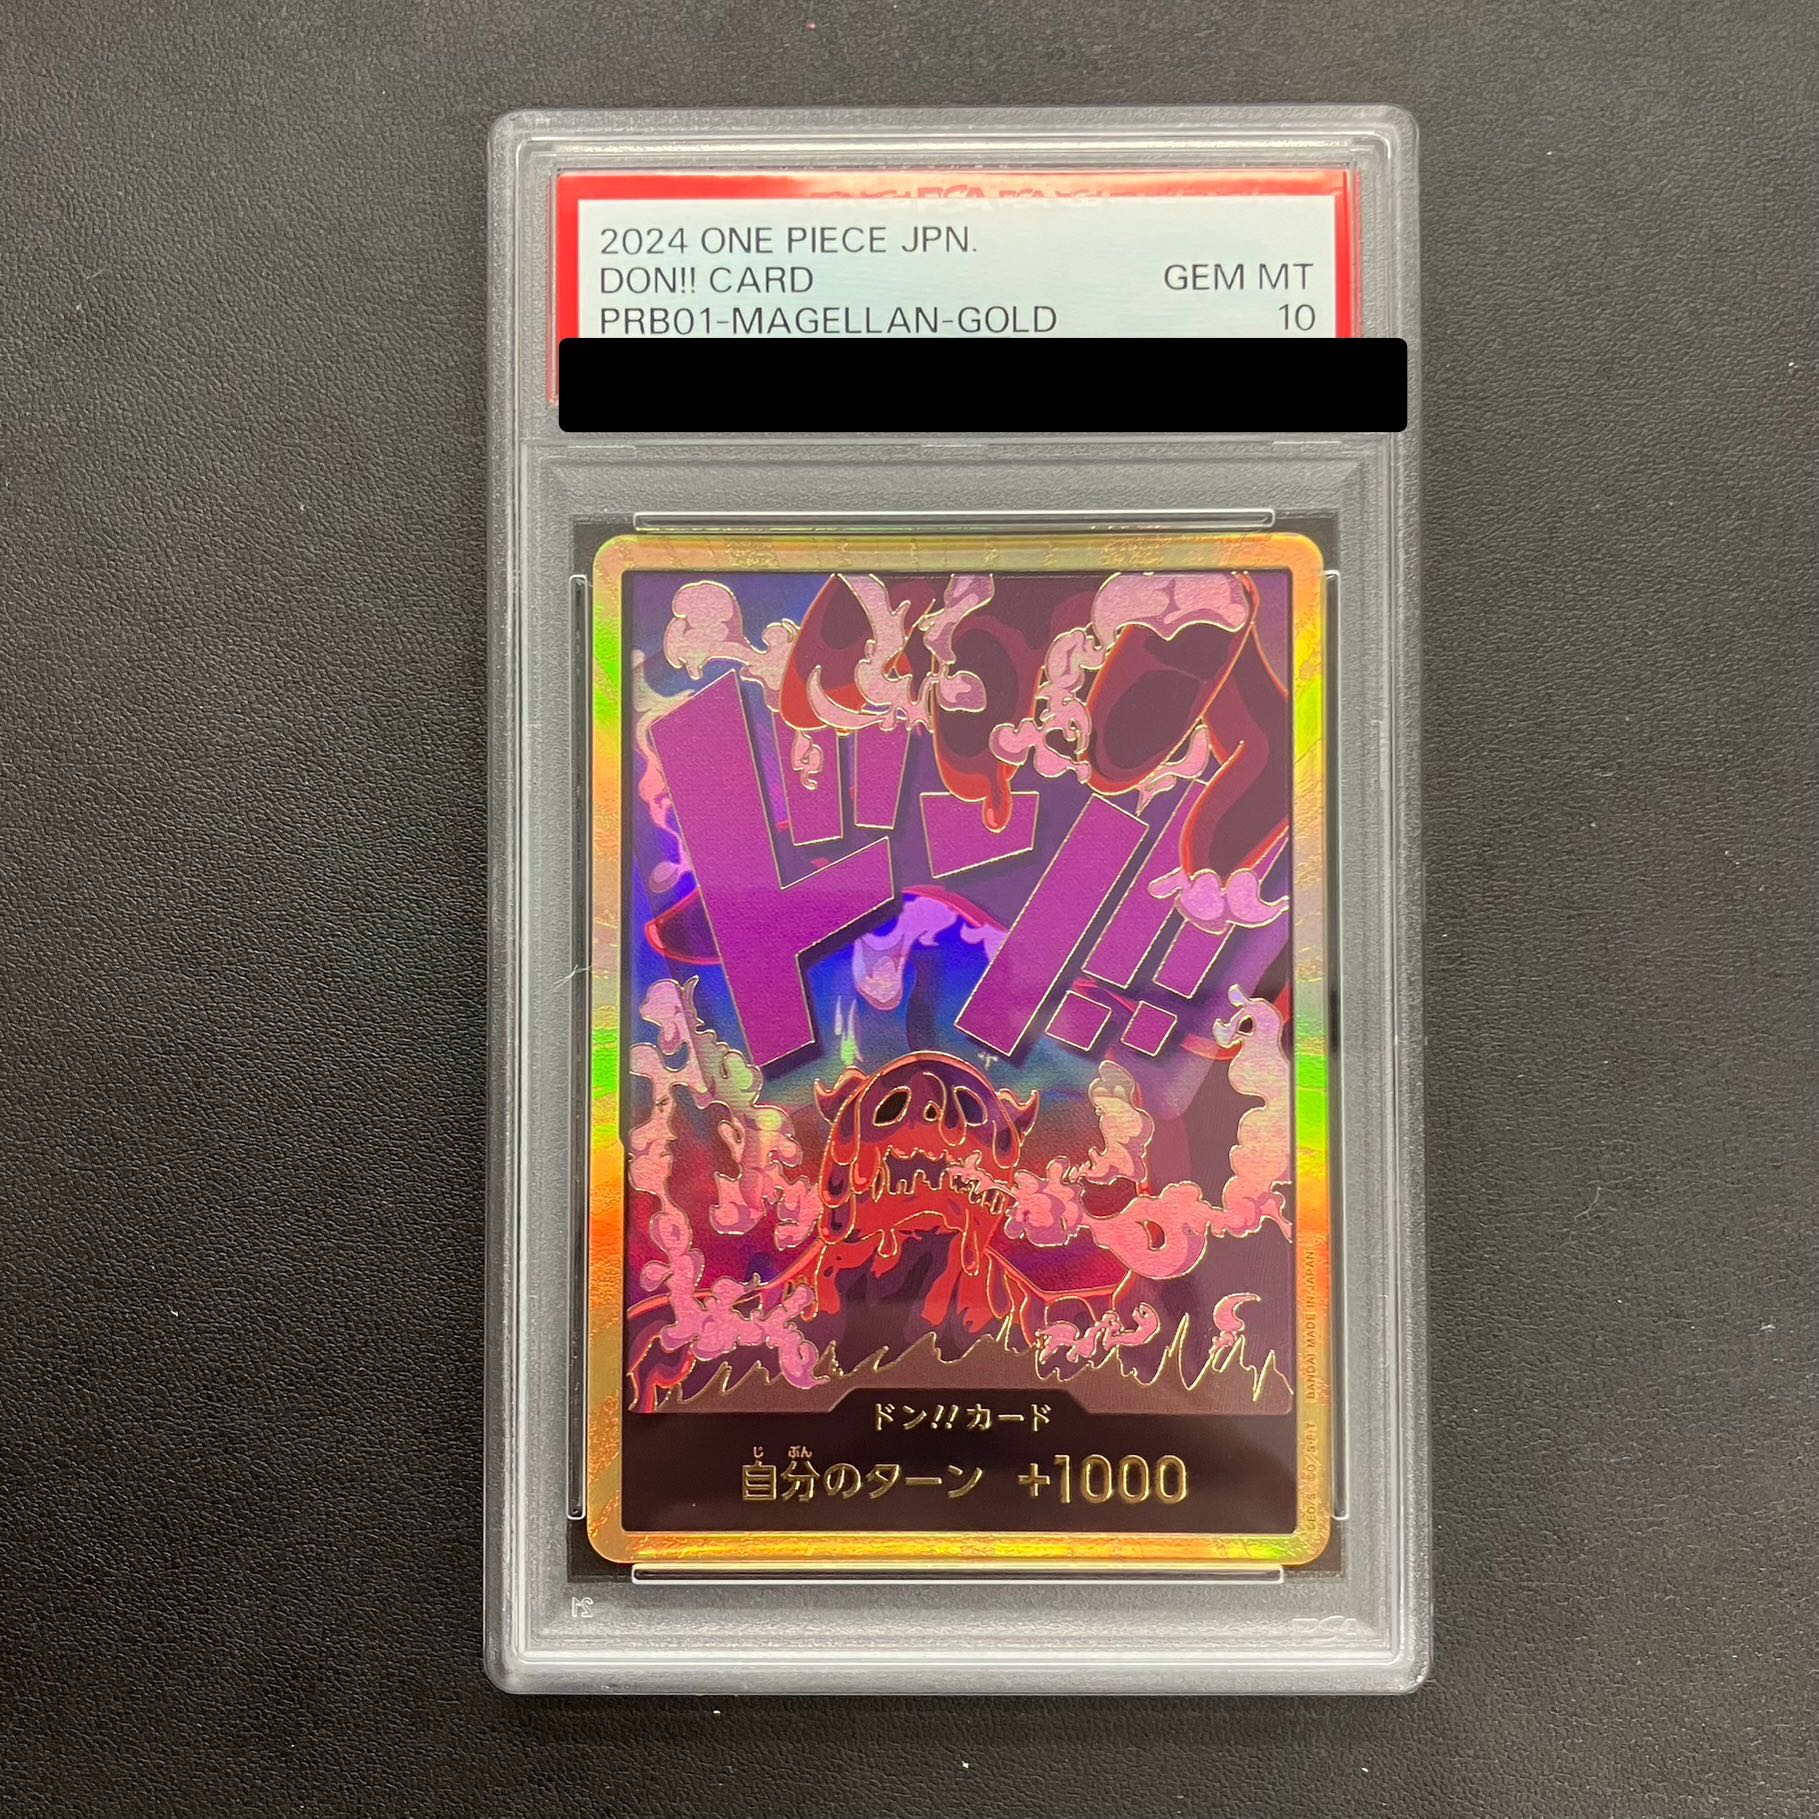 2024 ONE PIECE JPN.
DON!! CARD GEM MT
PRB01-MAGELLAN-GOLD 10
ドン!!
ドン!!カード
じ ぶん
自分のターン +1000
BANDAI MADE IN JAPAN
PSA